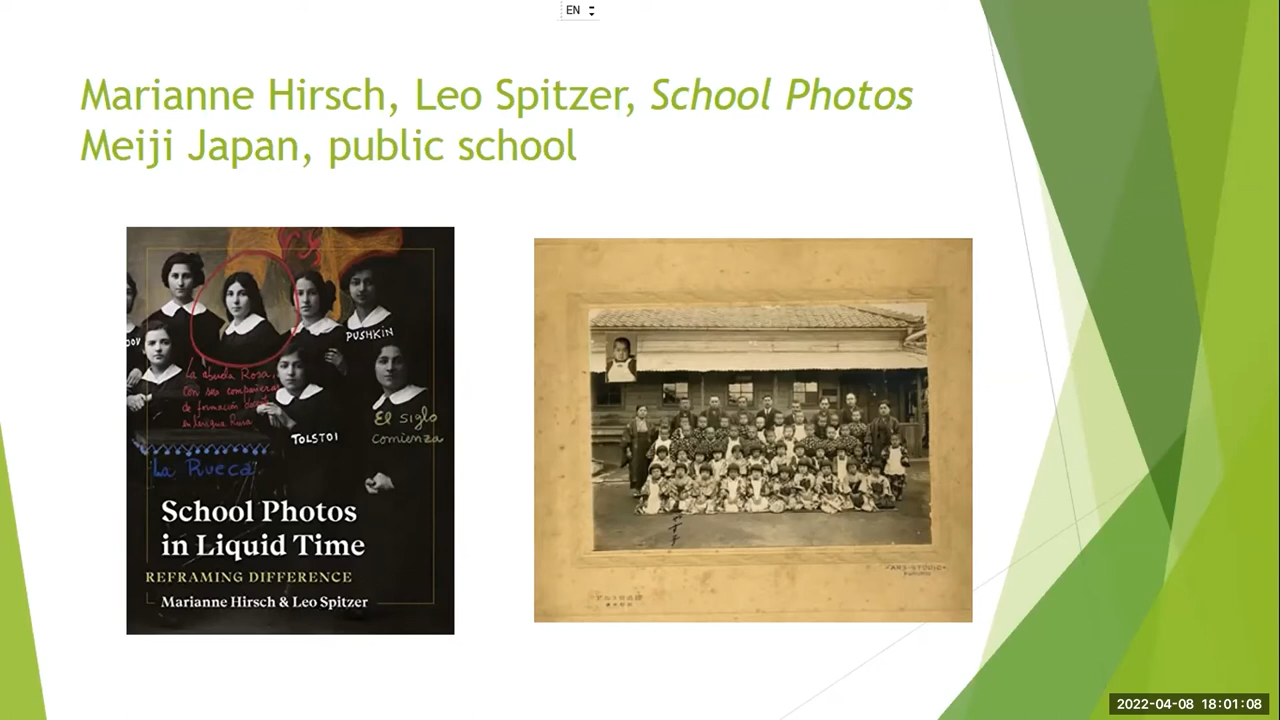 EN
Marianne Hirsch, Leo Spitzer, School Photos
Meiji Japan, public school
PUSHKIN
La abuela Rosa,
con sus compañeras
de formación
en lengua Rusa
El siglo
comienza
TOLSTOI
La Rueca
School Photos
in Liquid Time
REFRAMING DIFFERENCE
Marianne Hirsch & Leo Spitzer
2022-04-08 18:01:08